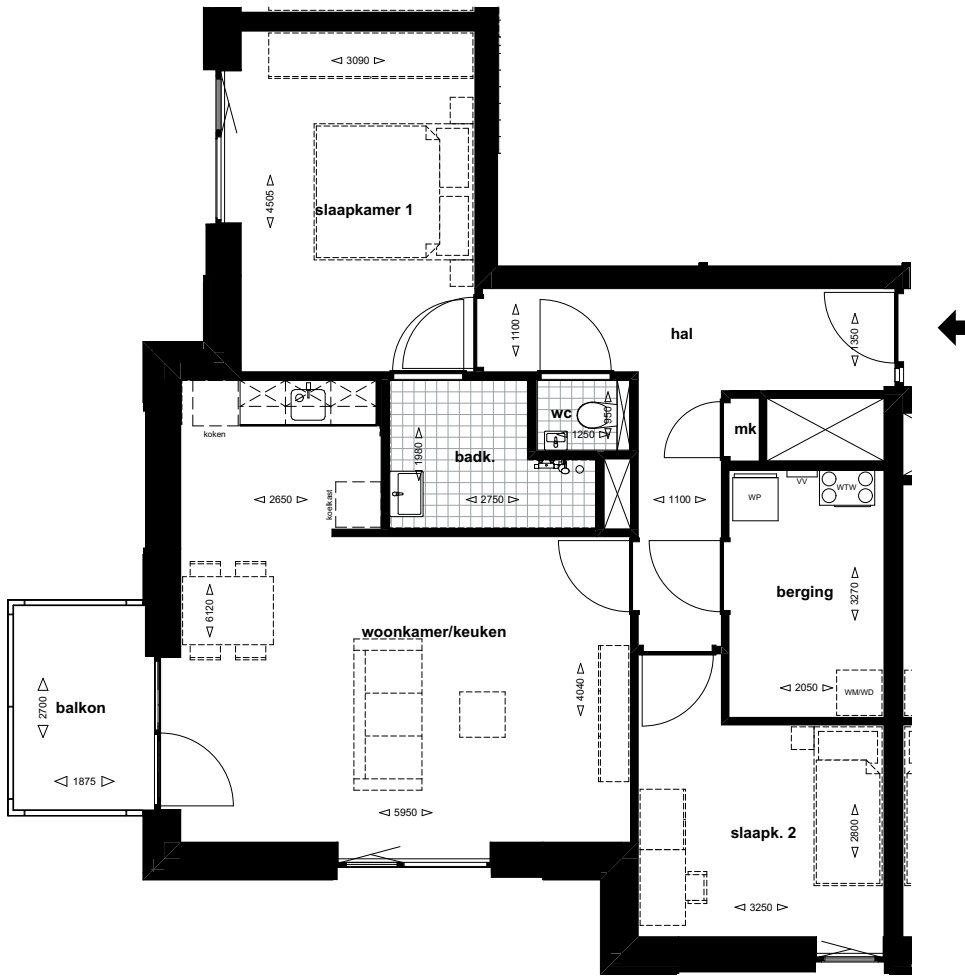 3090
4505
slaapkamer 1
1100
hal
1350
koken
wc
950
1250
mk
badk.
1980
2750
2650
koelkast
1100
WP
VV
WTW
berging
3270
2050
WM/WD
6120
woonkamer/keuken
4040
balkon
2700
1875
5950
slaapk. 2
2800
3250